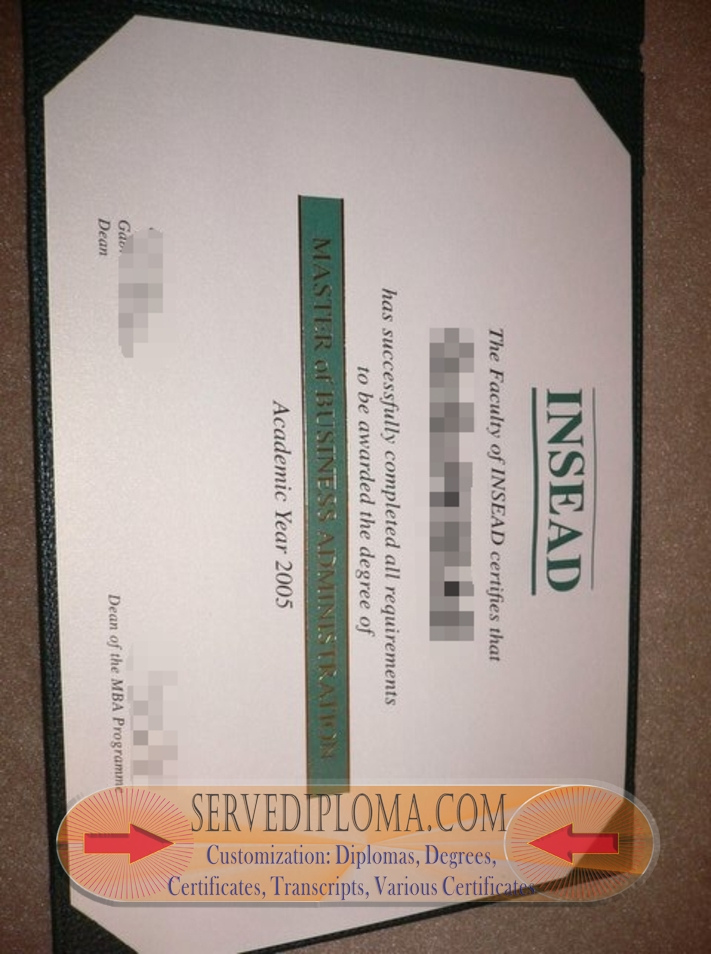 INSEAD
The Faculty of INSEAD certifies that
has successfully completed all requirements
to be awarded the degree of
MASTER of BUSINESS ADMINISTRATION
Academic Year 2005
Dean
Dean of the MBA Programme
SERVEDIPLOMA.COM
Customization: Diplomas, Degrees,
Certificates, Transcripts, Various Certificates